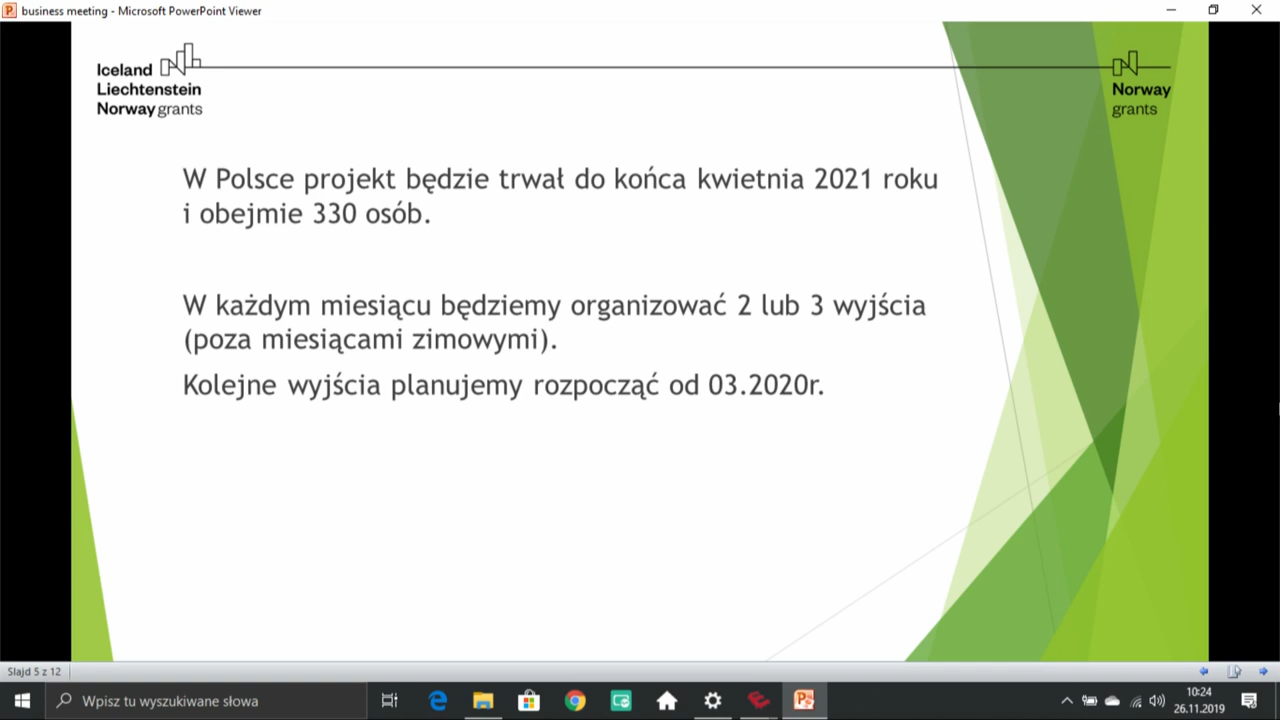 business meeting - Microsoft PowerPoint Viewer
Iceland
Liechtenstein
Norway grants
Norway
grants
W Polsce projekt będzie trwał do końca kwietnia 2021 roku
i obejmie 330 osób.
W każdym miesiącu będziemy organizować 2 lub 3 wyjścia
(poza miesiącami zimowymi).
Kolejne wyjścia planujemy rozpocząć od 03.2020r.
Slajd 5 z 12
Wpisz tu wyszukiwane słowa
10:24
26.11.2019